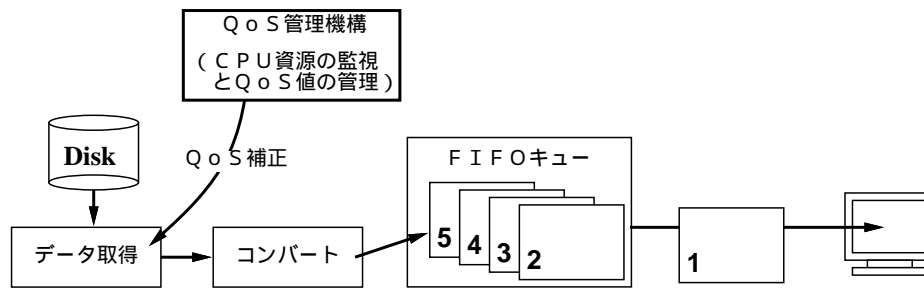 ＱｏＳ管理機構
（ＣＰＵ資源の監視
とＱｏＳ値の管理）
Disk
ＱｏＳ補正
ＦＩＦＯキュー
データ取得
コンバート
5
4
3
2
1